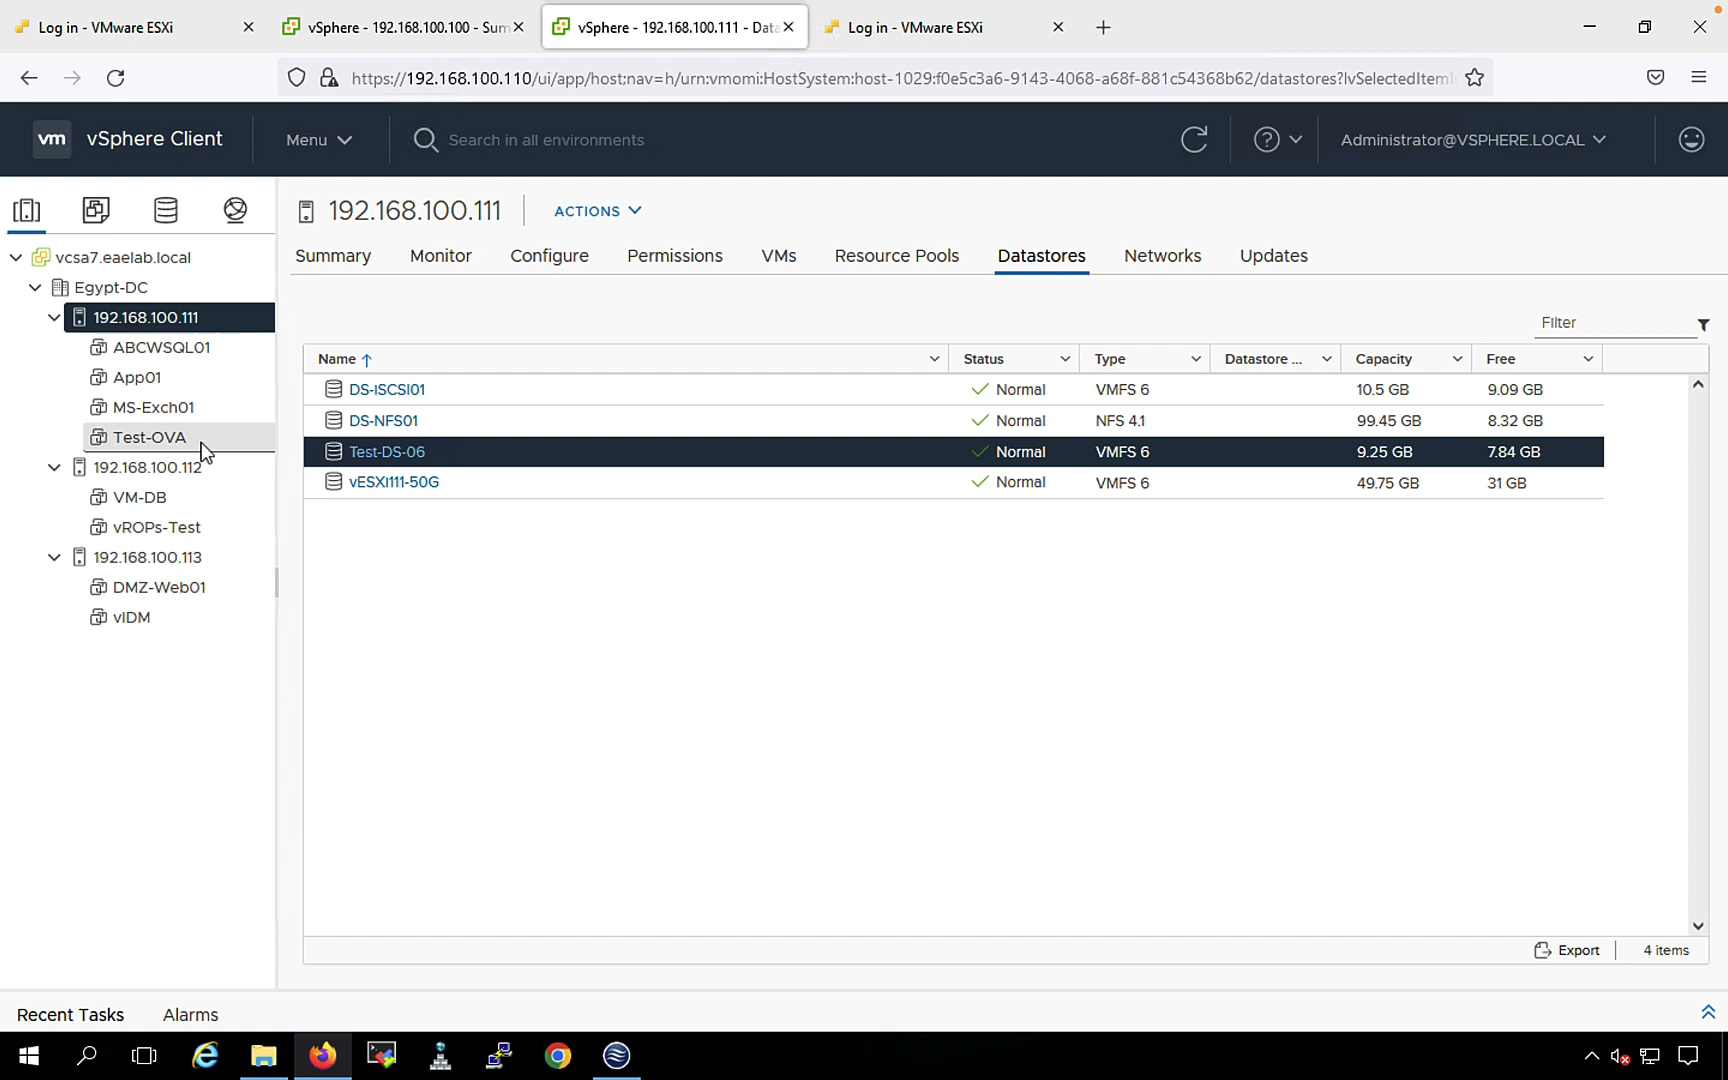 Log in - VMware ESXi
vSphere - 192.168.100.100 - Sum
vSphere - 192.168.100.111 - Data
Log in - VMware ESXi
https://192.168.100.110/ui/app/host;nav=h/urn:vmomi:HostSystem:host-1029:f0e5c3a6-9143-4068-a68f-881c54368b62/datastores?lvSelectedItemI
vm vSphere Client
Menu
Search in all environments
Administrator@VSPHERE.LOCAL
192.168.100.111
ACTIONS
Summary Monitor Configure Permissions VMs Resource Pools Datastores Networks Updates
vcsa7.eaelab.local
Egypt-DC
192.168.100.111
ABCWSQL01
App01
MS-Exch01
Test-OVA
192.168.100.112
VM-DB
vROPs-Test
192.168.100.113
DMZ-Web01
vIDM
Filter
Name Status Type Datastore ... Capacity Free
DS-iSCSI01 Normal VMFS 6 10.5 GB 9.09 GB
DS-NFS01 Normal NFS 4.1 99.45 GB 8.32 GB
Test-DS-06 Normal VMFS 6 9.25 GB 7.84 GB
vESXi111-50G Normal VMFS 6 49.75 GB 31 GB
Export 4 items
Recent Tasks Alarms